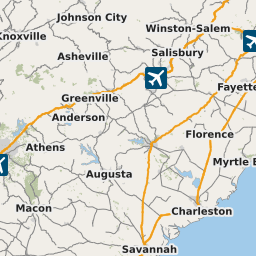 Johnson City
Knoxville
Winston-Salem
Asheville
Salisbury
Greenville
Fayette
Anderson
Florence
Athens
Myrtle B
Augusta
Macon
Charleston
Savannah